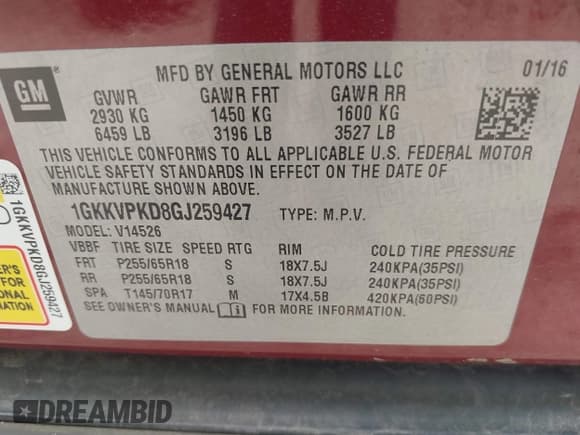 GM
MFD BY GENERAL MOTORS LLC 01/16
GVWR GAWR FRT GAWR RR
2930 KG 1450 KG 1600 KG
6459 LB 3196 LB 3527 LB
THIS VEHICLE CONFORMS TO ALL APPLICABLE U.S. FEDERAL MOTOR
VEHICLE SAFETY STANDARDS IN EFFECT ON THE DATE OF
MANUFACTURE SHOWN ABOVE.
1GKKVPKD8GJ259427 TYPE: M.P.V.
MODEL: V14526
VBBF TIRE SIZE SPEED RTG RIM COLD TIRE PRESSURE
FRT P255/65R18 S 18X7.5J 240KPA(35PSI)
RR P255/65R18 S 18X7.5J 240KPA(35PSI)
SPA T145/70R17 M 17X4.5B 420KPA(60PSI)
SEE OWNER'S MANUAL FOR MORE INFORMATION.
1GKKVPKD8GJ259427
DREAMBID